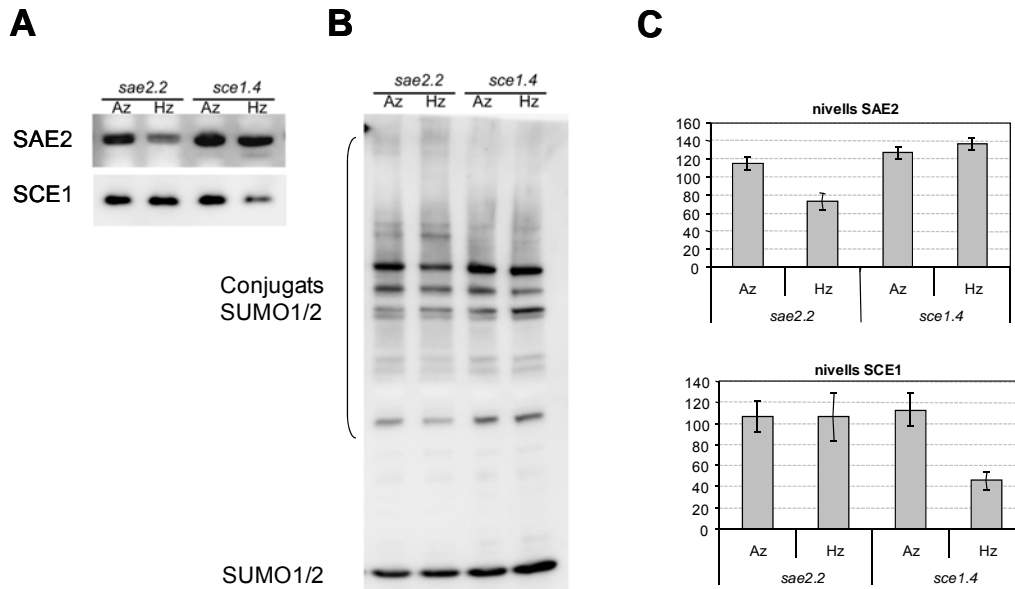 A
sae2.2 sce1.4
Az Hz Az Hz
SAE2
SCE1
B
sae2.2 sce1.4
Az Hz Az Hz
Conjugats
SUMO1/2
SUMO1/2
C
nivells SAE2
160
140
120
100
80
60
40
20
0
Az Hz Az Hz
sae2.2 sce1.4
nivells SCE1
140
120
100
80
60
40
20
0
Az Hz Az Hz
sae2.2 sce1.4